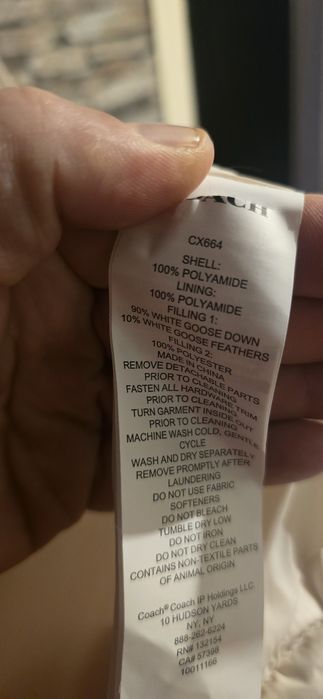 COACH
CX664
SHELL:
100% POLYAMIDE
LINING:
100% POLYAMIDE
FILLING 1:
90% WHITE GOOSE DOWN
10% WHITE GOOSE FEATHERS
FILLING 2:
100% POLYESTER
MADE IN CHINA
REMOVE DETACHABLE PARTS
PRIOR TO CLEANING
FASTEN ALL HARDWARE/TRIM
PRIOR TO CLEANING
TURN GARMENT INSIDE OUT
PRIOR TO CLEANING
MACHINE WASH COLD, GENTLE
CYCLE
WASH AND DRY SEPARATELY
REMOVE PROMPTLY AFTER
LAUNDERING
DO NOT USE FABRIC
SOFTENERS
DO NOT BLEACH
TUMBLE DRY LOW
DO NOT IRON
DO NOT DRY CLEAN
CONTAINS NON-TEXTILE PARTS
OF ANIMAL ORIGIN
Coach® Coach IP Holdings LLC.
10 HUDSON YARDS
NY, NY
888-262-6224
RN# 132154
CA# 57398
10011166